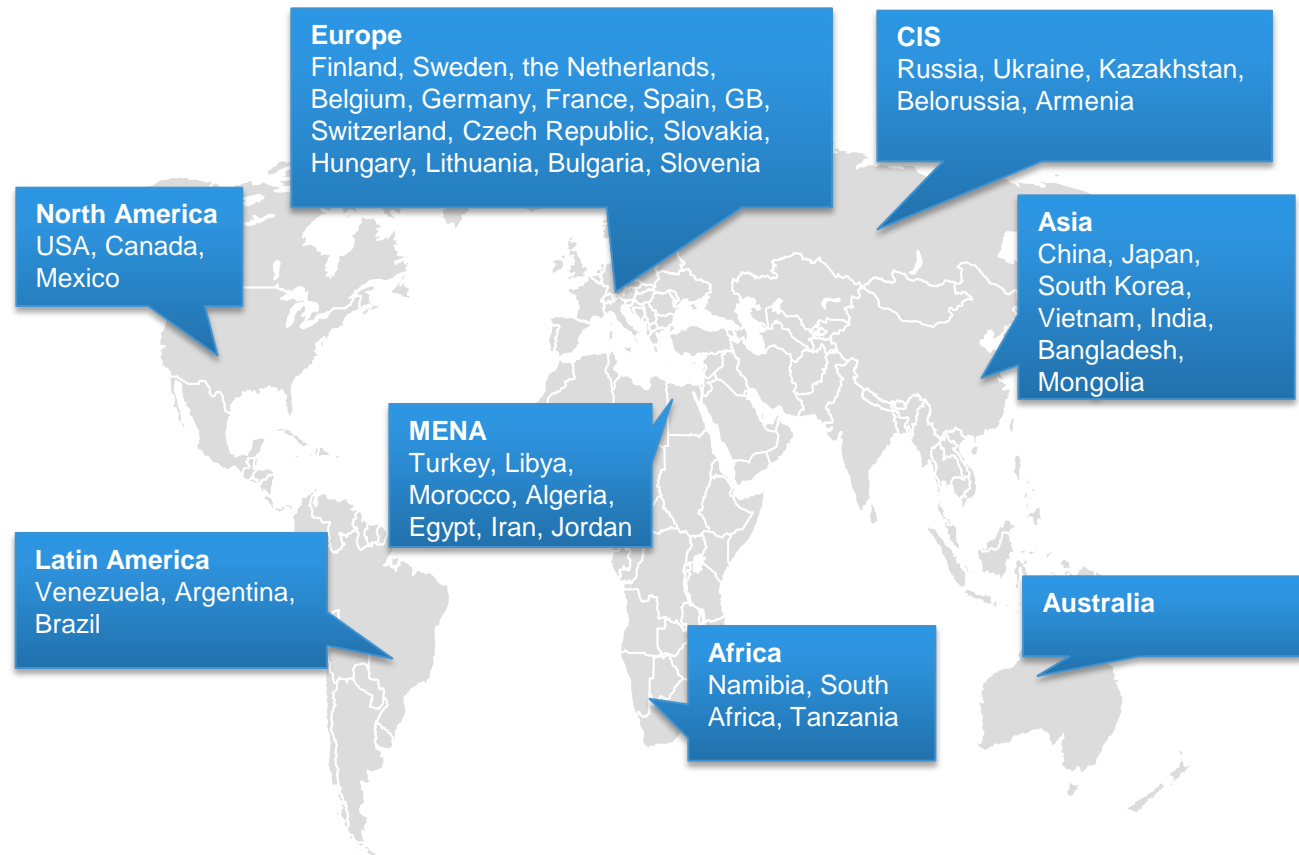 Europe
Finland, Sweden, the Netherlands,
Belgium, Germany, France, Spain, GB,
Switzerland, Czech Republic, Slovakia,
Hungary, Lithuania, Bulgaria, Slovenia
CIS
Russia, Ukraine, Kazakhstan,
Belorussia, Armenia
North America
USA, Canada,
Mexico
Asia
China, Japan,
South Korea,
Vietnam, India,
Bangladesh,
Mongolia
MENA
Turkey, Libya,
Morocco, Algeria,
Egypt, Iran, Jordan
Latin America
Venezuela, Argentina,
Brazil
Australia
Africa
Namibia, South
Africa, Tanzania